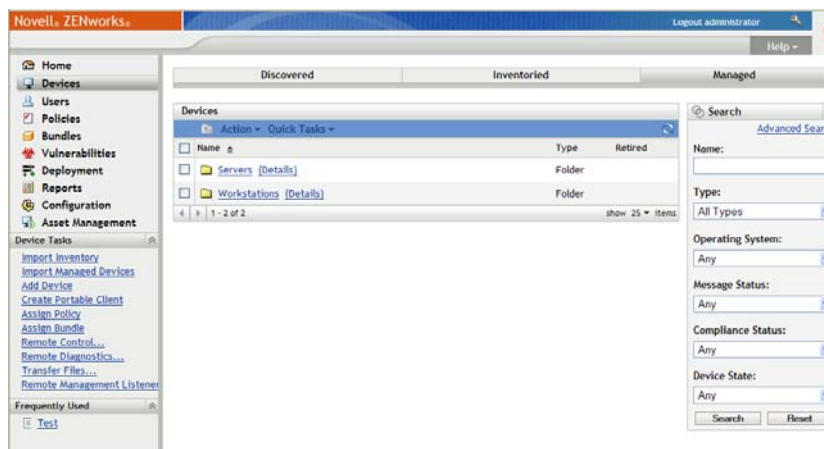 Novell® ZENworks®
Logout administrator
Help
Home
Devices
Users
Policies
Bundles
Vulnerabilities
Deployment
Reports
Configuration
Asset Management
Device Tasks
Import Inventory
Import Managed Devices
Add Device
Create Portable Client
Assign Policy
Assign Bundle
Remote Control...
Remote Diagnostics...
Transfer Files...
Remote Management Listener
Frequently Used
Test
Discovered Inventoried Managed
Devices
Action Quick Tasks
Name Type Retired
Servers (Details) Folder
Workstations (Details) Folder
1 - 2 of 2 show 25 items
Search
Advanced Sear
Name:
Type:
All Types
Operating System:
Any
Message Status:
Any
Compliance Status:
Any
Device State:
Any
Search Reset